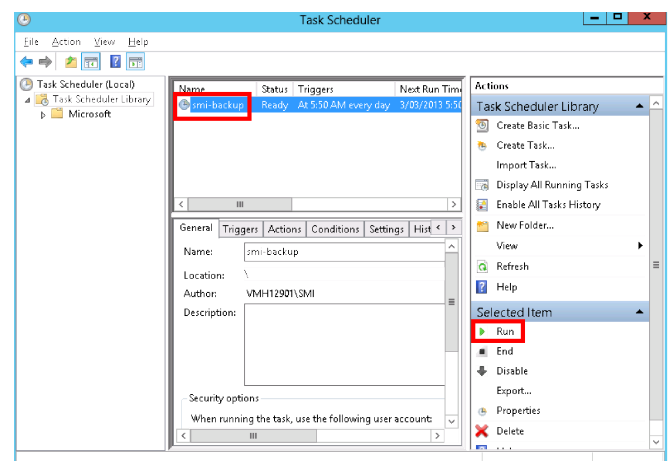 Task Scheduler
File Action View Help
Task Scheduler (Local)
Task Scheduler Library
Microsoft
Name Status Triggers Next Run Time
smi-backup Ready At 5:50 AM every day 3/03/2013 5:50
General Triggers Actions Conditions Settings Hist
Name: smi-backup
Location: \
Author: VMH12901\SMI
Description:
Security options
When running the task, use the following user account:
Actions
Task Scheduler Library
Create Basic Task...
Create Task...
Import Task...
Display All Running Tasks
Enable All Tasks History
New Folder...
View
Refresh
Help
Selected Item
Run
End
Disable
Export...
Properties
Delete